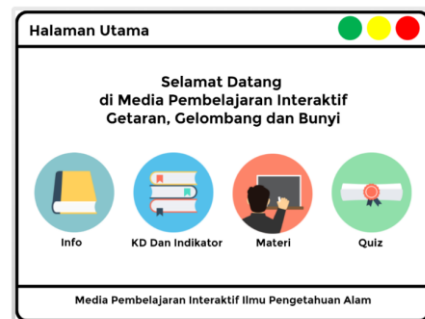 Halaman Utama
Selamat Datang
di Media Pembelajaran Interaktif
Getaran, Gelombang dan Bunyi
Info
KD Dan Indikator
Materi
Quiz
Media Pembelajaran Interaktif Ilmu Pengetahuan Alam